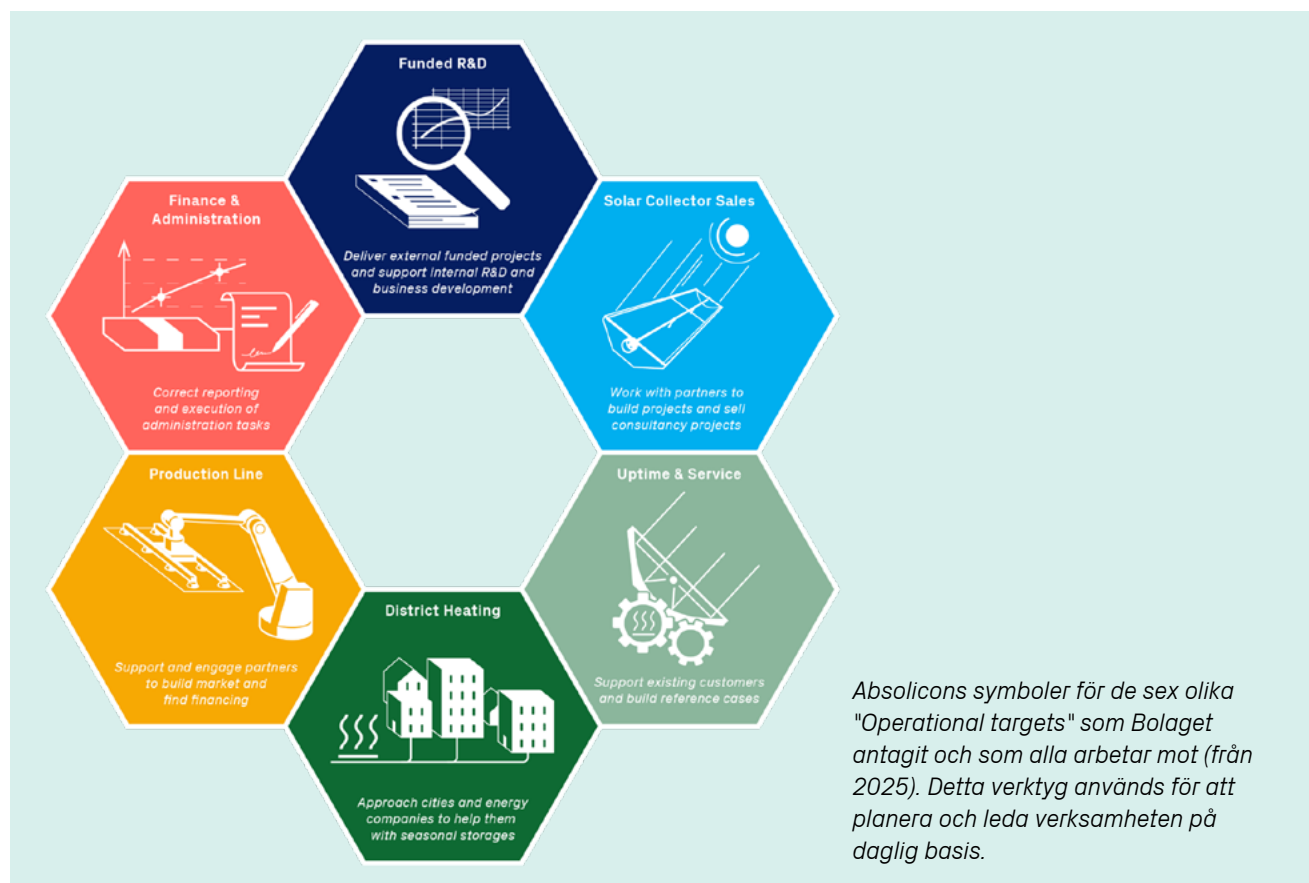 Funded R&D
Deliver external funded projects
and support internal R&D and
business development
Finance &
Administration
Correct reporting
and execution of
administration tasks
Solar Collector Sales
Work with partners to
build projects and sell
consultancy projects
Production Line
Support and engage partners
to build market and
find financing
Uptime & Service
Support existing customers
and build reference cases
District Heating
Approach cities and energy
companies to help them
with seasonal storages
Absolicons symboler för de sex olika
"Operational targets" som Bolaget
antagit och som alla arbetar mot (från
2025). Detta verktyg används för att
planera och leda verksamheten på
daglig basis.